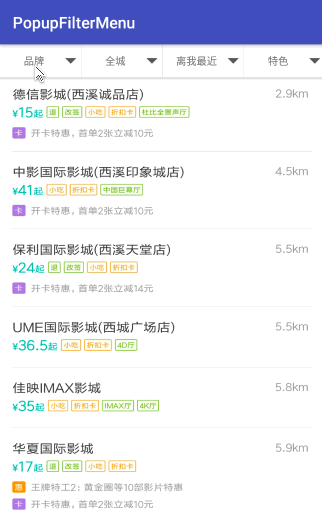 PopupFilterMenu
品牌 全城 离我最近 特色
德信影城(西溪诚品店) 2.9km
¥15起 退 改签 小吃 折扣卡 杜比全景声厅
卡 开卡特惠，首单2张立减10元
中影国际影城(西溪印象城店) 4.5km
¥41起 小吃 折扣卡 中国巨幕厅
卡 开卡特惠，首单2张立减10元
保利国际影城(西溪天堂店) 5.5km
¥24起 退 改签 小吃 折扣卡
卡 开卡特惠，首单2张立减14元
UME国际影城(西城广场店) 5.5km
¥36.5起 小吃 折扣卡 4D厅
佳映IMAX影城 5.8km
¥35起 小吃 折扣卡 IMAX厅 4K厅
华夏国际影城 5.9km
¥17起 退 改签 小吃 折扣卡
惠 王牌特工2：黄金圈等10部影片特惠
卡 开卡特惠，首单2张立减10元